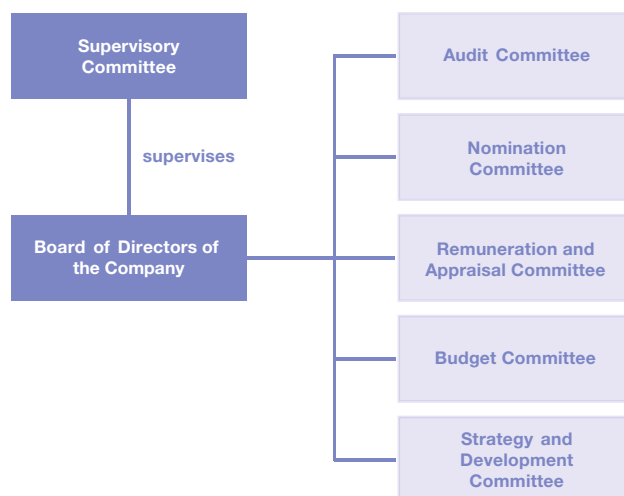 Supervisory
Committee
supervises
Board of Directors of
the Company
Audit Committee
Nomination
Committee
Remuneration and
Appraisal Committee
Budget Committee
Strategy and
Development
Committee